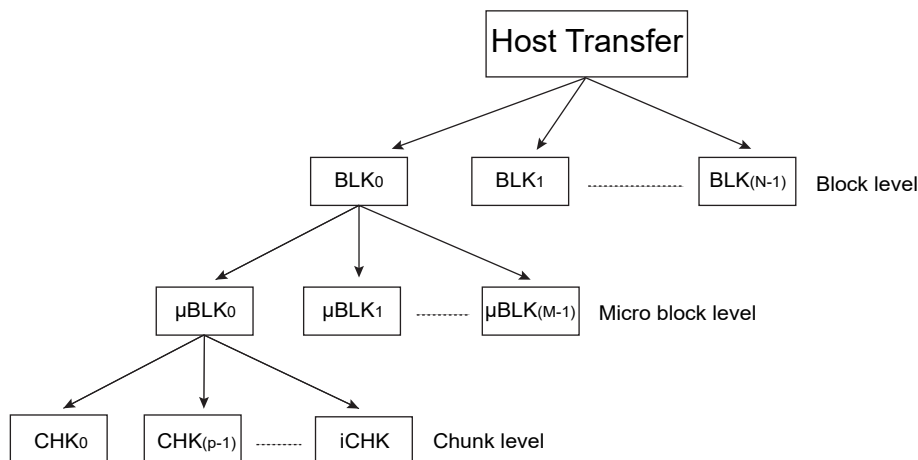 Host Transfer
BLK0
BLK1
BLK(N-1)
Block level
µBLK0
µBLK1
µBLK(M-1)
Micro block level
CHK0
CHK(p-1)
iCHK
Chunk level